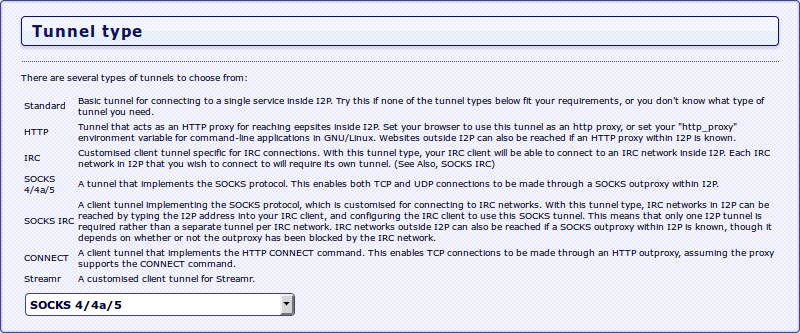 Tunnel type
There are several types of tunnels to choose from:
Standard
Basic tunnel for connecting to a single service inside I2P. Try this if none of the tunnel types below fit your requirements, or you don't know what type of
tunnel you need.
HTTP
Tunnel that acts as an HTTP proxy for reaching eepsites inside I2P. Set your browser to use this tunnel as an http proxy, or set your "http_proxy"
environment variable for command-line applications in GNU/Linux. Websites outside I2P can also be reached if an HTTP proxy within I2P is known.
IRC
Customised client tunnel specific for IRC connections. With this tunnel type, your IRC client will be able to connect to an IRC network inside I2P. Each IRC
network in I2P that you wish to connect to will require its own tunnel. (See Also, SOCKS IRC)
SOCKS
4/4a/5
A tunnel that implements the SOCKS protocol. This enables both TCP and UDP connections to be made through a SOCKS outproxy within I2P.
SOCKS IRC
A client tunnel implementing the SOCKS protocol, which is customised for connecting to IRC networks. With this tunnel type, IRC networks in I2P can be
reached by typing the I2P address into your IRC client, and configuring the IRC client to use this SOCKS tunnel. This means that only one I2P tunnel is
required rather than a separate tunnel per IRC network. IRC networks outside I2P can also be reached if a SOCKS outproxy within I2P is known, though it
depends on whether or not the outproxy has been blocked by the IRC network.
CONNECT
A client tunnel that implements the HTTP CONNECT command. This enables TCP connections to be made through an HTTP outproxy, assuming the proxy
supports the CONNECT command.
Streamr
A customised client tunnel for Streamr.
SOCKS 4/4a/5